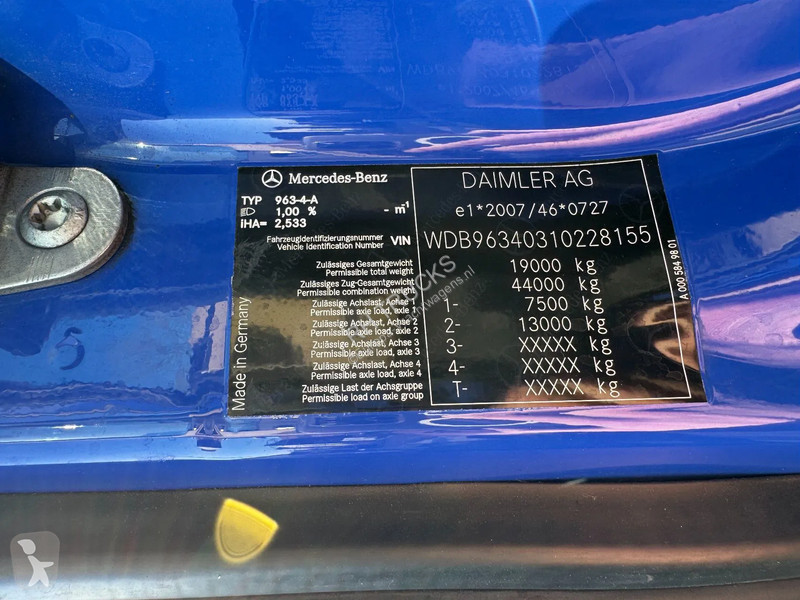 Mercedes-Benz
TYP 963-4-A
1,00 % - m⁻¹
iHA= 2,533
DAIMLER AG
e1*2007/46*0727
Fahrzeugidentifizierungsnummer
Vehicle Identification Number VIN
WDB96340310228155
Zulässiges Gesamtgewicht
Permissible total weight 19000 kg
Zulässiges Zug-Gesamtgewicht
Permissible combination weight 44000 kg
Zulässige Achslast, Achse 1
Permissible axle load, axle 1 1- 7500 kg
Zulässige Achslast, Achse 2
Permissible axle load, axle 2 2- 13000 kg
Zulässige Achslast, Achse 3
Permissible axle load, axle 3 3- XXXXX kg
Zulässige Achslast, Achse 4
Permissible axle load, axle 4 4- XXXXX kg
Zulässige Last der Achsgruppe
Permissible load on axle group T- XXXXX kg
Made in Germany
A 000 584 98 01